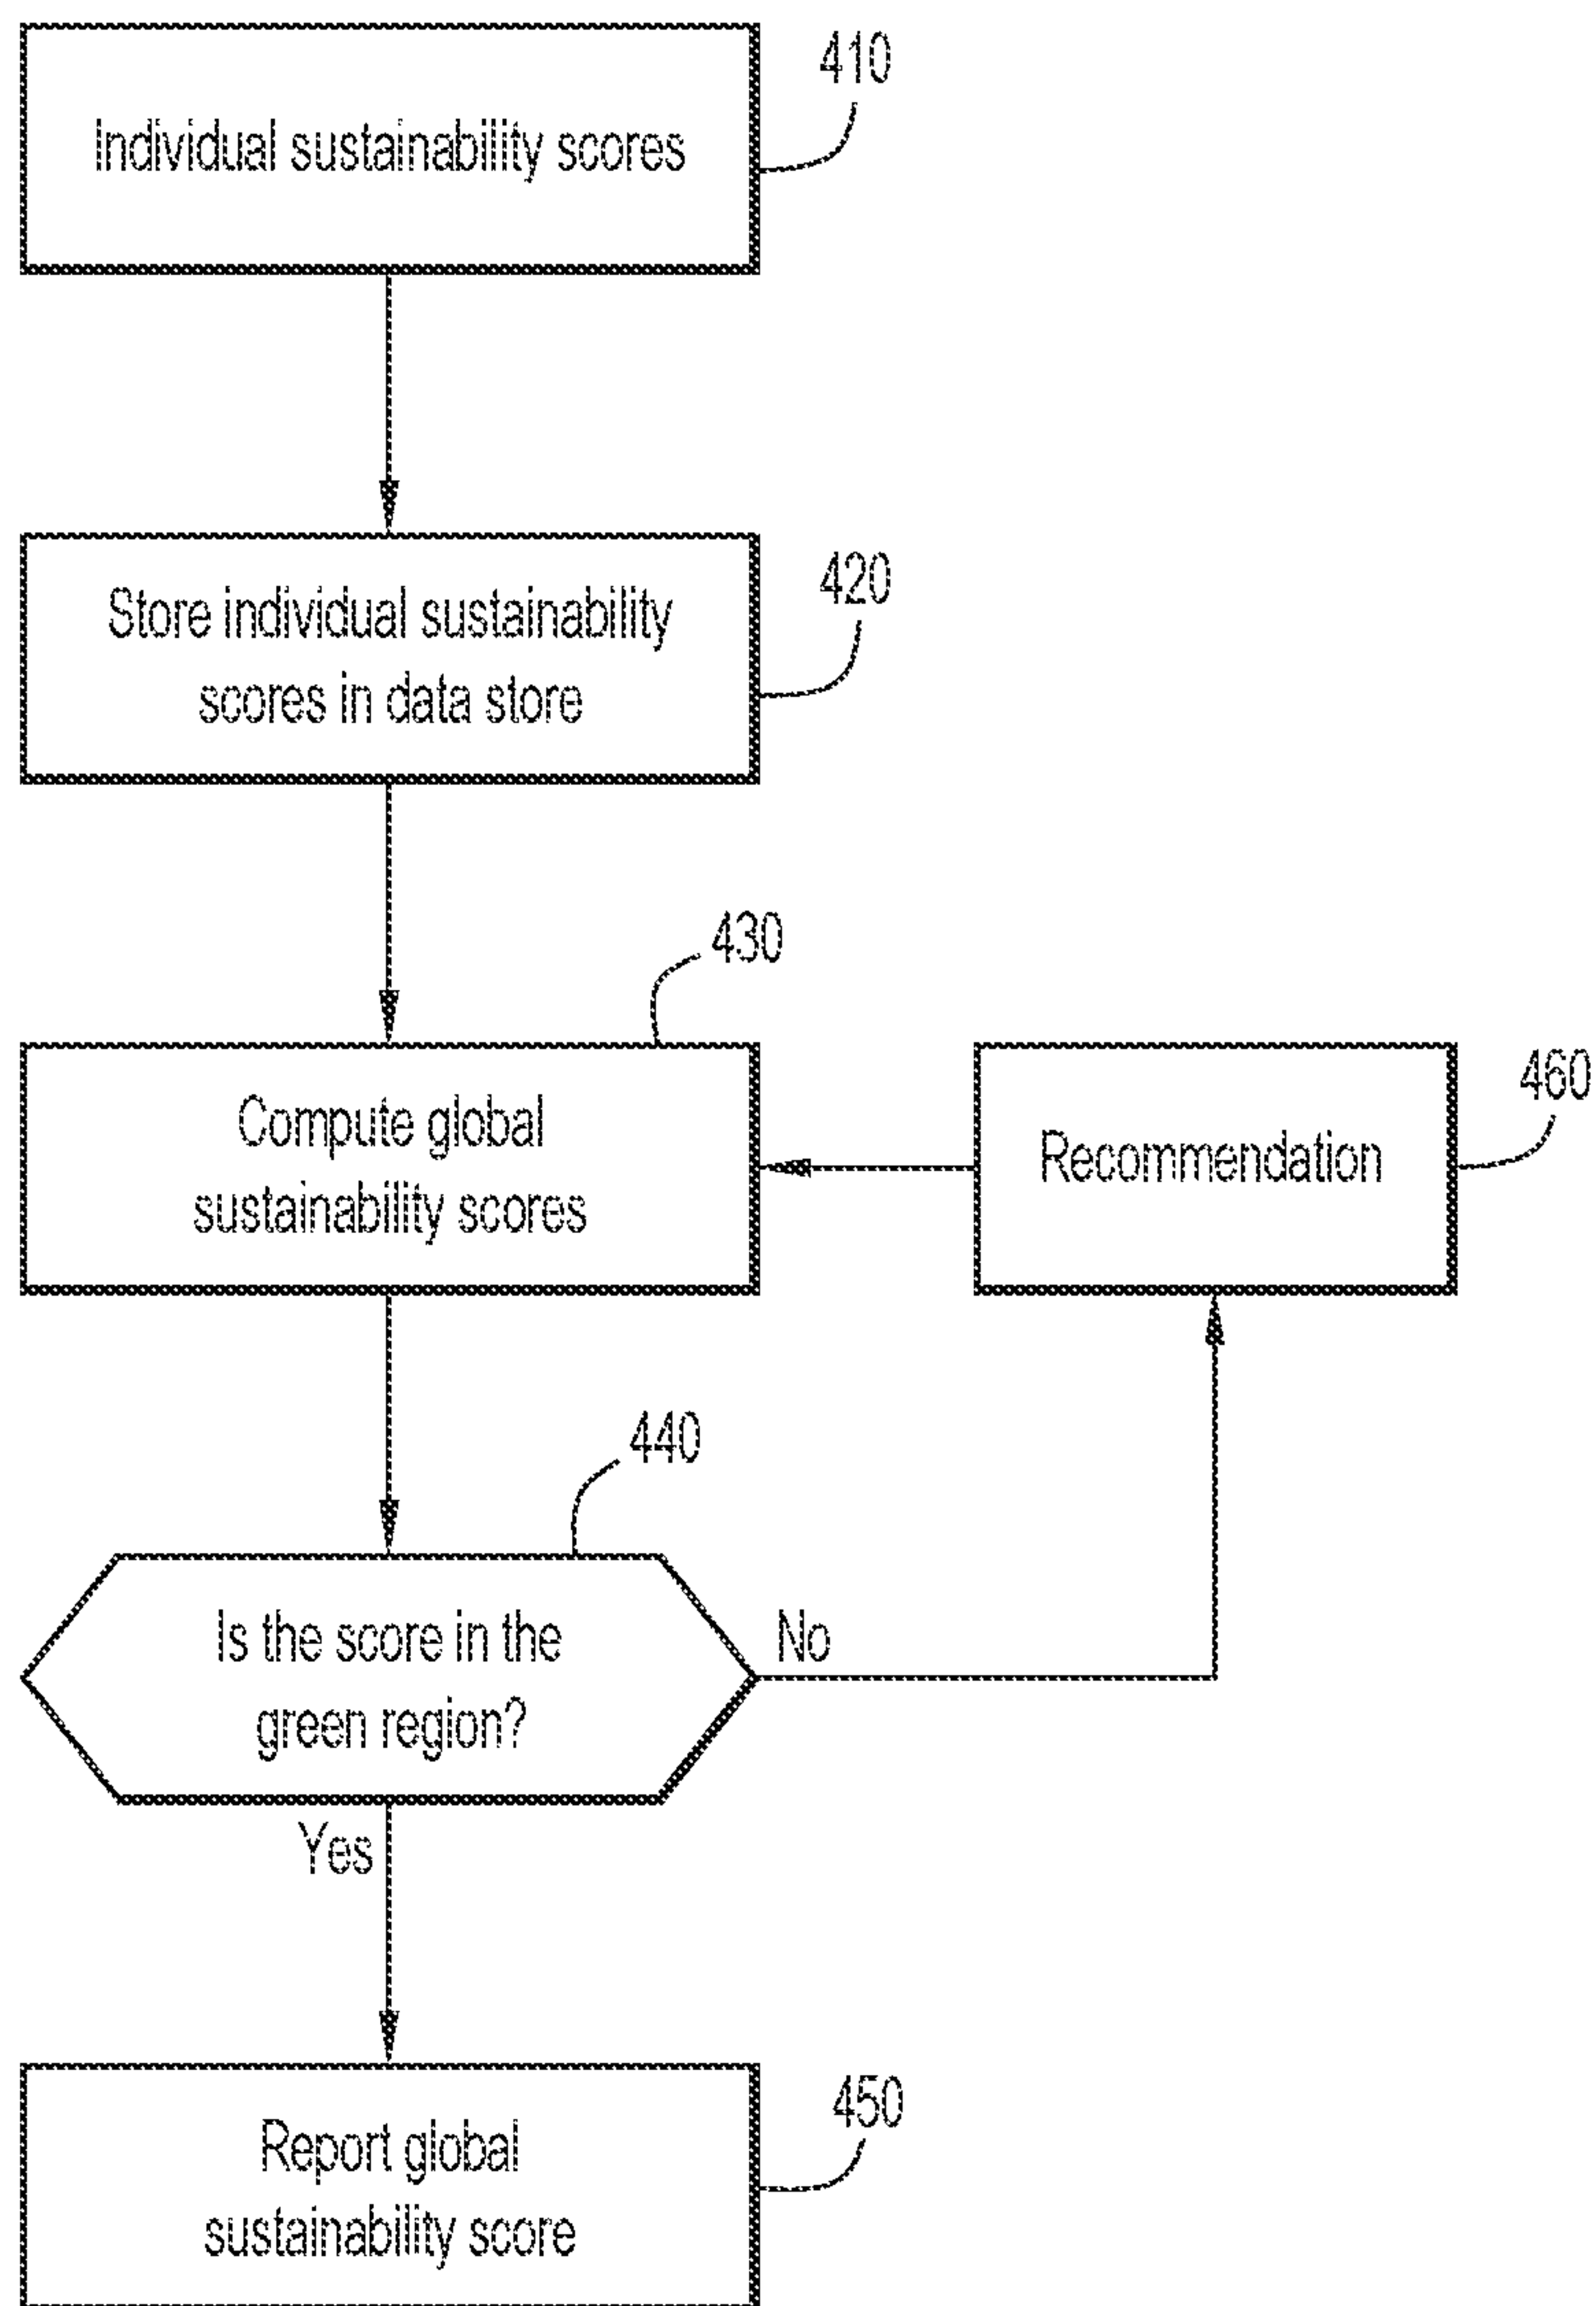 410
Individual sustainability scores
420
Store individual sustainability
scores in data store
430
Compute global
sustainability scores
460
Recommendation
440
Is the score in the
green region?
No
Yes
450
Report global
sustainability score